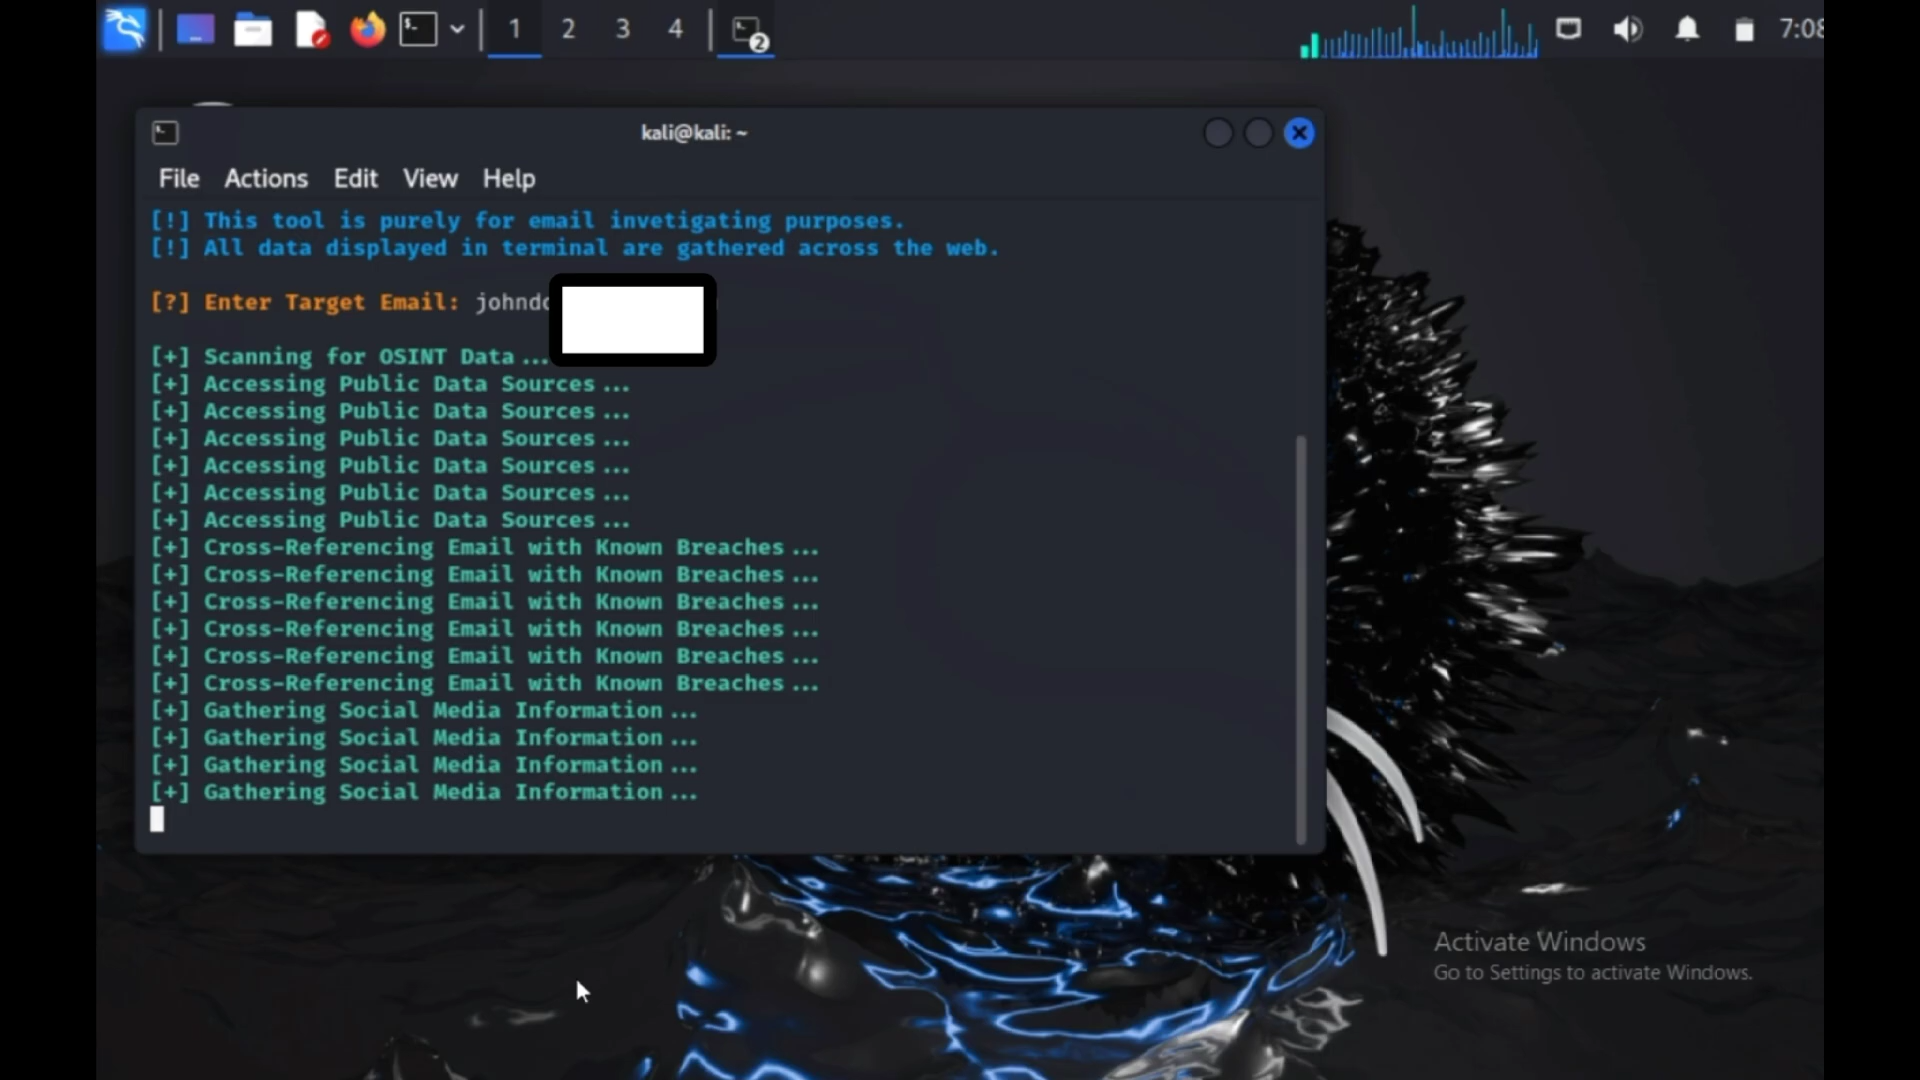 1 2 3 4 2 7:08
kali@kali: ~
File Actions Edit View Help
[!] This tool is purely for email invetigating purposes.
[!] All data displayed in terminal are gathered across the web.
[?] Enter Target Email: johndo
[+] Scanning for OSINT Data...
[+] Accessing Public Data Sources...
[+] Accessing Public Data Sources...
[+] Accessing Public Data Sources...
[+] Accessing Public Data Sources...
[+] Accessing Public Data Sources...
[+] Accessing Public Data Sources...
[+] Cross-Referencing Email with Known Breaches...
[+] Cross-Referencing Email with Known Breaches...
[+] Cross-Referencing Email with Known Breaches...
[+] Cross-Referencing Email with Known Breaches...
[+] Cross-Referencing Email with Known Breaches...
[+] Cross-Referencing Email with Known Breaches...
[+] Gathering Social Media Information...
[+] Gathering Social Media Information...
[+] Gathering Social Media Information...
[+] Gathering Social Media Information...
Activate Windows
Go to Settings to activate Windows.